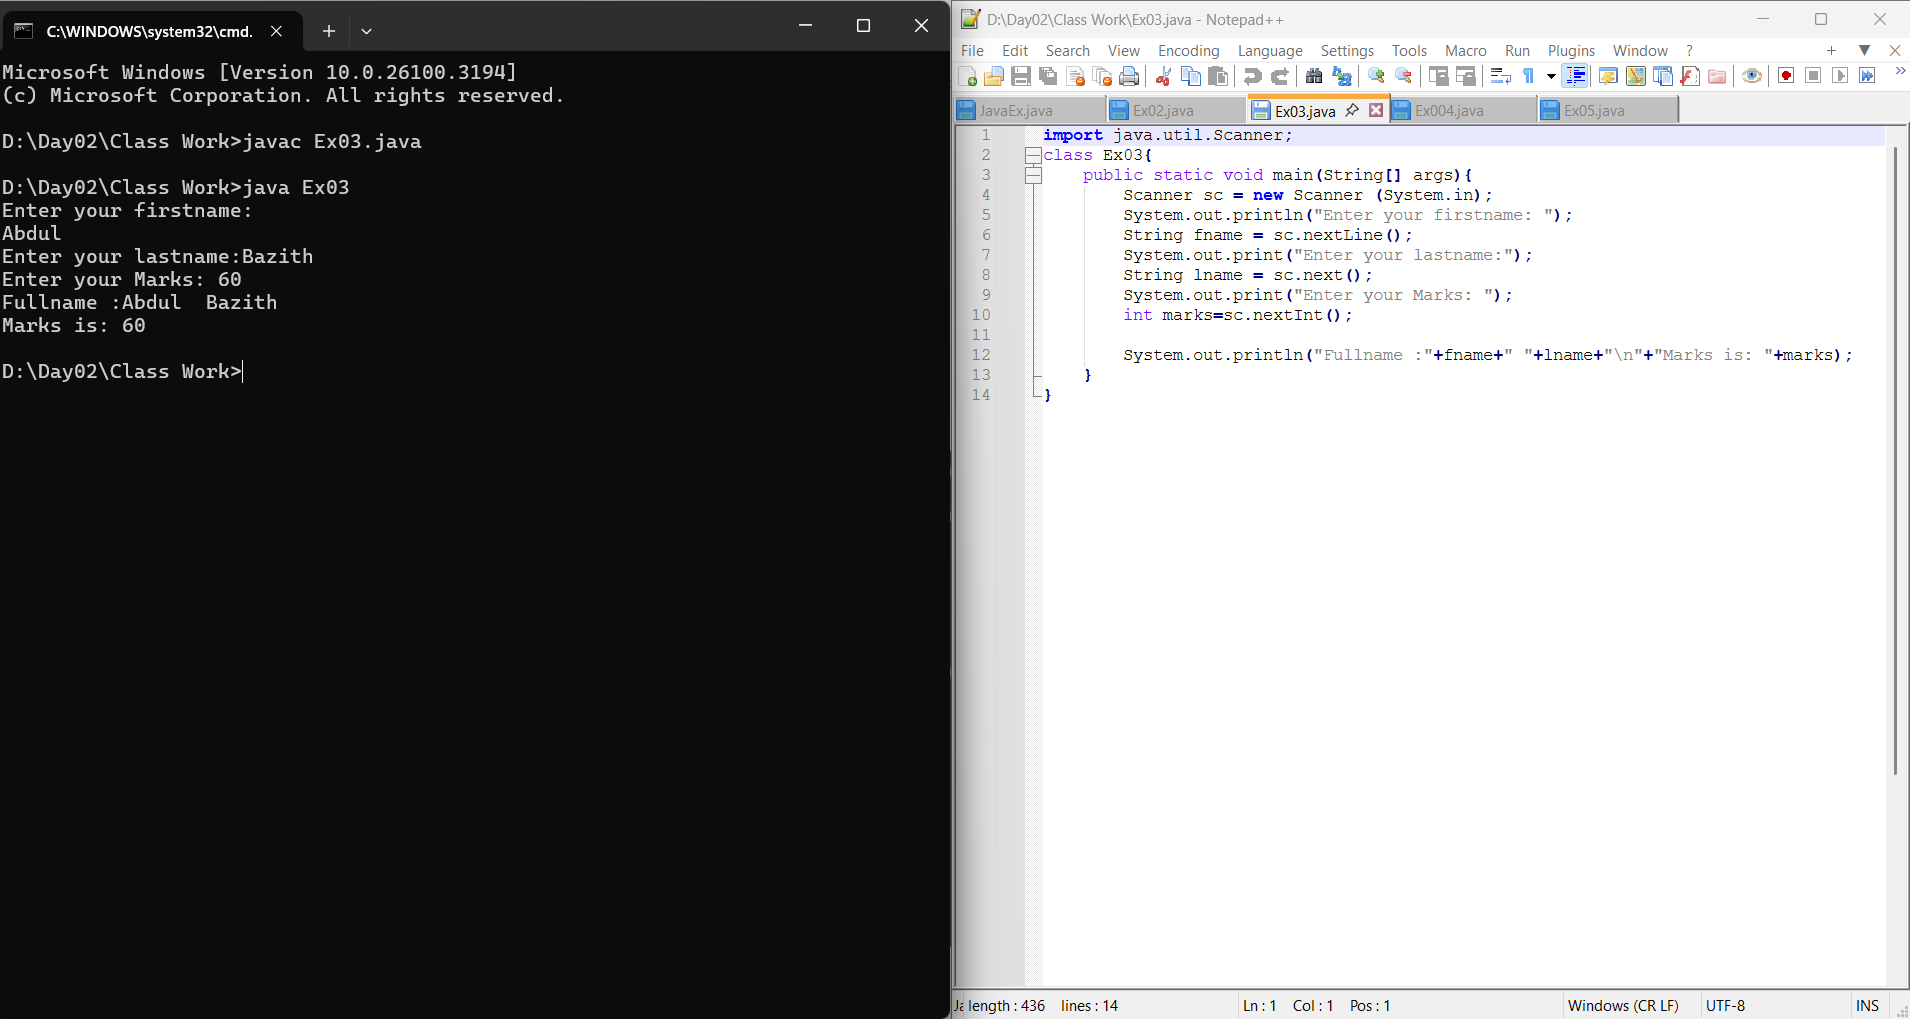 C:\WINDOWS\system32\cmd.
Microsoft Windows [Version 10.0.26100.3194]
(c) Microsoft Corporation. All rights reserved.
D:\Day02\Class Work>javac Ex03.java
D:\Day02\Class Work>java Ex03
Enter your firstname:
Abdul
Enter your lastname:Bazith
Enter your Marks: 60
Fullname :Abdul  Bazith
Marks is: 60
D:\Day02\Class Work>
D:\Day02\Class Work\Ex03.java - Notepad++
File Edit Search View Encoding Language Settings Tools Macro Run Plugins Window ?
JavaEx.java Ex02.java Ex03.java Ex004.java Ex05.java
1 import java.util.Scanner;
2 class Ex03{
3 public static void main(String[] args){
4 Scanner sc = new Scanner (System.in);
5 System.out.println("Enter your firstname: ");
6 String fname = sc.nextLine();
7 System.out.print("Enter your lastname:");
8 String lname = sc.next();
9 System.out.print("Enter your Marks: ");
10 int marks=sc.nextInt();
11
12 System.out.println("Fullname :"+fname+" "+lname+"\n"+"Marks is: "+marks);
13 }
14 }
Ja length : 436 lines : 14 Ln : 1 Col : 1 Pos : 1 Windows (CR LF) UTF-8 INS